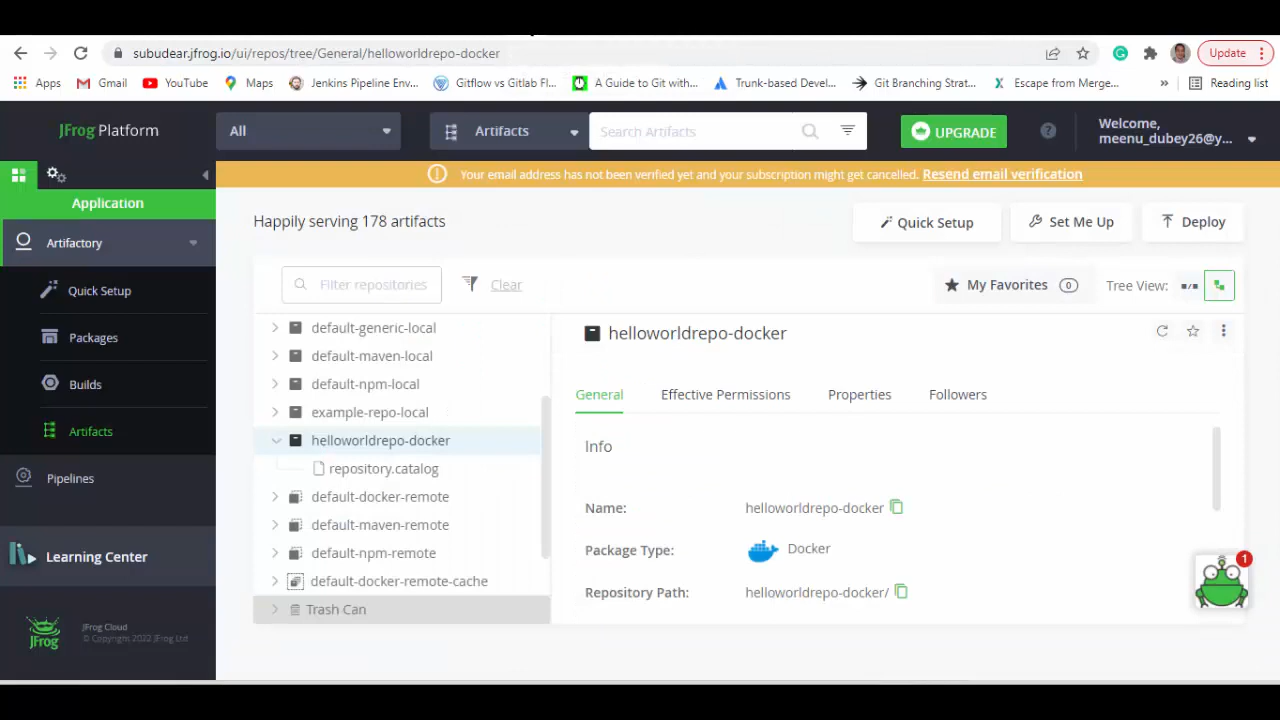 subudear.jfrog.io/ui/repos/tree/General/helloworldrepo-docker
Update
Apps
Gmail
YouTube
Maps
Jenkins Pipeline Env...
Gitflow vs Gitlab Fl...
A Guide to Git with...
Trunk-based Devel...
Git Branching Strat...
Escape from Merge...
»
Reading list
JFrog Platform
All
Artifacts
Search Artifacts
UPGRADE
?
Welcome,
meenu_dubey26@y...
Your email address has not been verified yet and your subscription might get cancelled. Resend email verification
Application
Artifactory
Quick Setup
Packages
Builds
Artifacts
Pipelines
Learning Center
JFrog
JFrog Cloud
© Copyright 2022 JFrog Ltd
Happily serving 178 artifacts
Quick Setup
Set Me Up
Deploy
Filter repositories
Clear
My Favorites 0
Tree View:
default-generic-local
default-maven-local
default-npm-local
example-repo-local
helloworldrepo-docker
repository.catalog
default-docker-remote
default-maven-remote
default-npm-remote
default-docker-remote-cache
Trash Can
helloworldrepo-docker
General
Effective Permissions
Properties
Followers
Info
Name: helloworldrepo-docker
Package Type: Docker
Repository Path: helloworldrepo-docker/
1